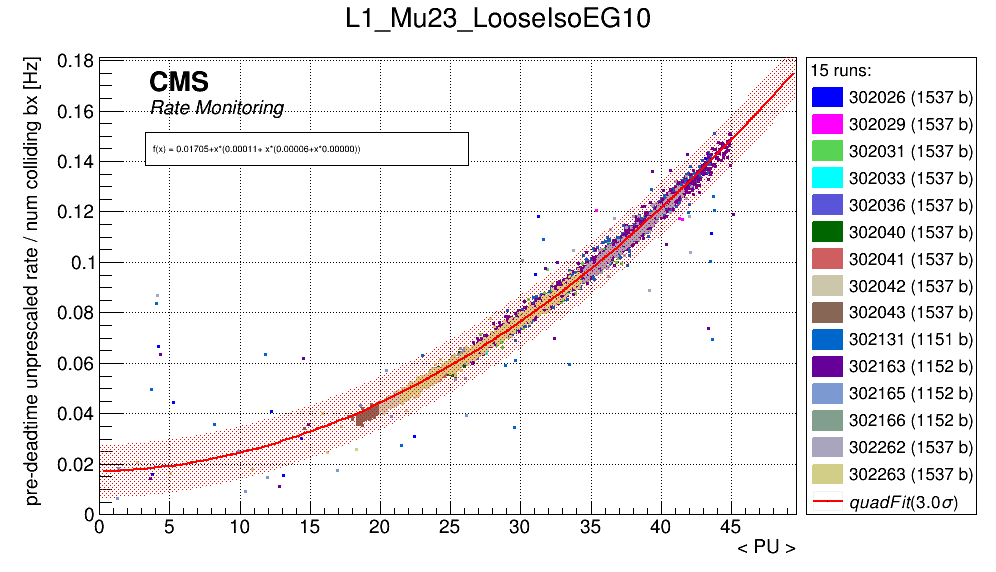 L1_Mu23_LooseIsoEG10
pre-deadtime unprescaled rate / num colliding bx [Hz]
0.18
0.16
0.14
0.12
0.1
0.08
0.06
0.04
0.02
0
CMS
Rate Monitoring
f(x) = 0.01705+x*(0.00011+ x*(0.00006+x*0.00000))
0 5 10 15 20 25 30 35 40 45
< PU >
15 runs:
302026 (1537 b)
302029 (1537 b)
302031 (1537 b)
302033 (1537 b)
302036 (1537 b)
302040 (1537 b)
302041 (1537 b)
302042 (1537 b)
302043 (1537 b)
302131 (1151 b)
302163 (1152 b)
302165 (1152 b)
302166 (1152 b)
302262 (1537 b)
302263 (1537 b)
quadFit(3.0σ)